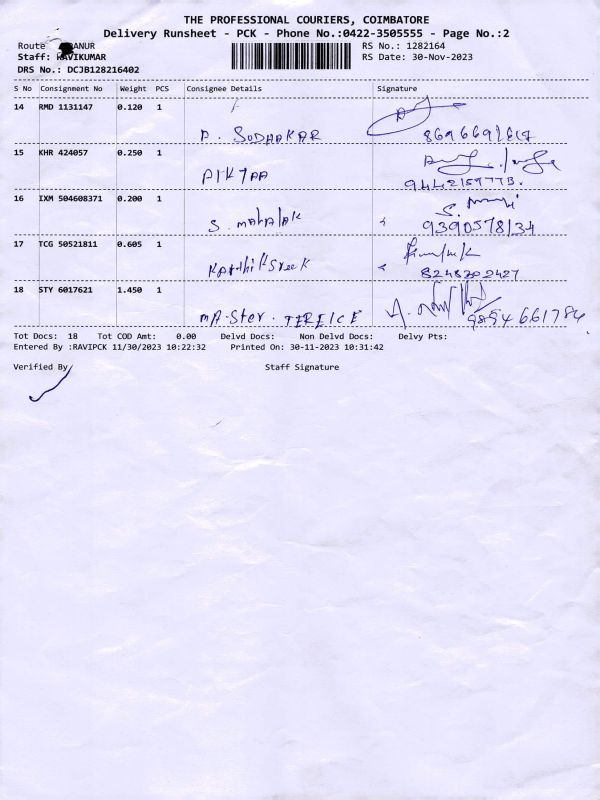 THE PROFESSIONAL COURIERS, COIMBATORE
Delivery Runsheet - PCK - Phone No.:0422-3505555 - Page No.:2
Route ANUR
RS No.: 1282164
Staff: RAVIKUMAR
RS Date: 30-Nov-2023
DRS No.: DCJB128216402
S No Consignment No Weight PCS Consignee Details Signature
14 RMD 1131147 0.120 1
P. SUDHAKAR
15 KHR 424057 0.250 1
16 IXM 504608371 0.200 1
S. 9390578134
17 TCG 50521811 0.605 1
8248202427
18 STY 6017621 1.450 1
9894661784
Tot Docs: 18 Tot COD Amt: 0.00 Delvd Docs: Non Delvd Docs: Delvy Pts:
Entered By :RAVIPCK 11/30/2023 10:22:32 Printed On: 30-11-2023 10:31:42
Verified By Staff Signature